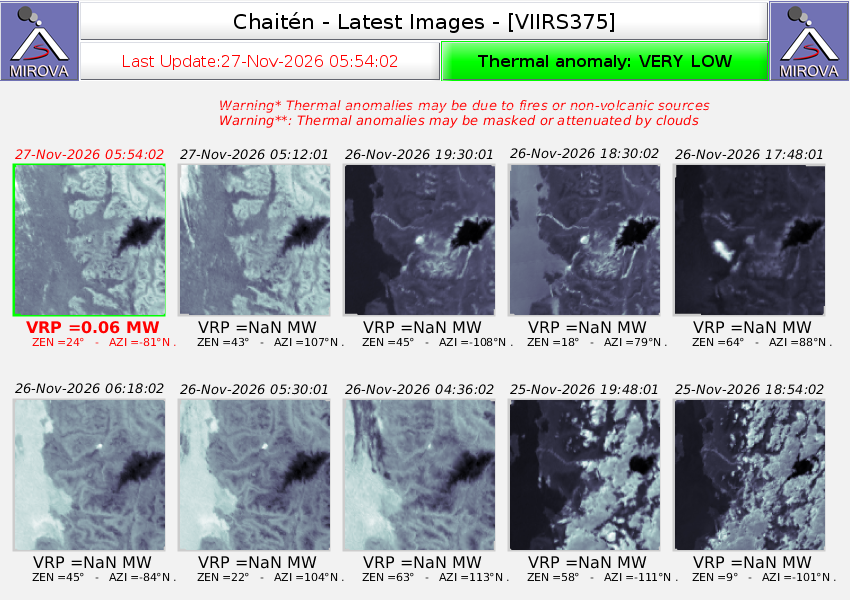 Chaitén - Latest Images - [VIIRS375]
MIROVA
MIROVA
Last Update:27-Nov-2026 05:54:02
Thermal anomaly: VERY LOW
Warning* Thermal anomalies may be due to fires or non-volcanic sources
Warning**: Thermal anomalies may be masked or attenuated by clouds
27-Nov-2026 05:54:02
27-Nov-2026 05:12:01
26-Nov-2026 19:30:01
26-Nov-2026 18:30:02
26-Nov-2026 17:48:01
VRP =0.06 MW
VRP =NaN MW
VRP =NaN MW
VRP =NaN MW
VRP =NaN MW
ZEN =24° - AZI =-81°N .
ZEN =43° - AZI =107°N .
ZEN =45° - AZI =-108°N .
ZEN =18° - AZI =79°N .
ZEN =64° - AZI =88°N .
26-Nov-2026 06:18:02
26-Nov-2026 05:30:01
26-Nov-2026 04:36:02
25-Nov-2026 19:48:01
25-Nov-2026 18:54:02
VRP =NaN MW
VRP =NaN MW
VRP =NaN MW
VRP =NaN MW
VRP =NaN MW
ZEN =45° - AZI =-84°N .
ZEN =22° - AZI =104°N .
ZEN =63° - AZI =113°N .
ZEN =58° - AZI =-111°N .
ZEN =9° - AZI =-101°N .